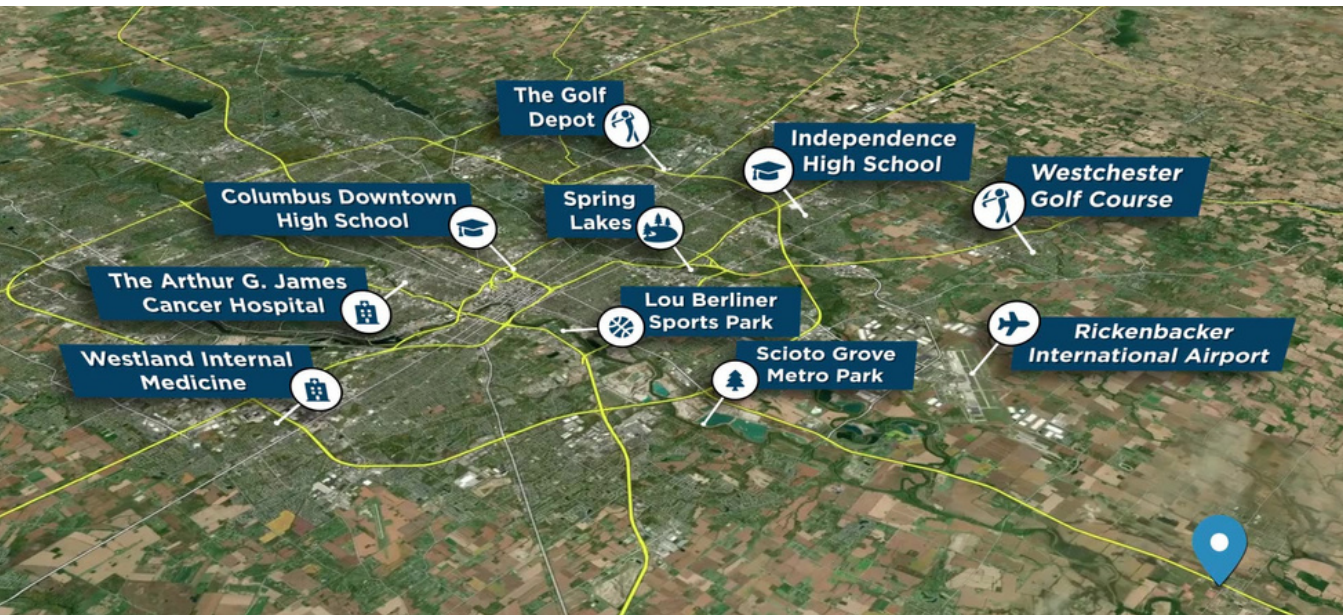 The Golf
Depot
Independence
High School
Westchester
Golf Course
Columbus Downtown
High School
Spring
Lakes
The Arthur G. James
Cancer Hospital
Lou Berliner
Sports Park
Rickenbacker
International Airport
Westland Internal
Medicine
Scioto Grove
Metro Park